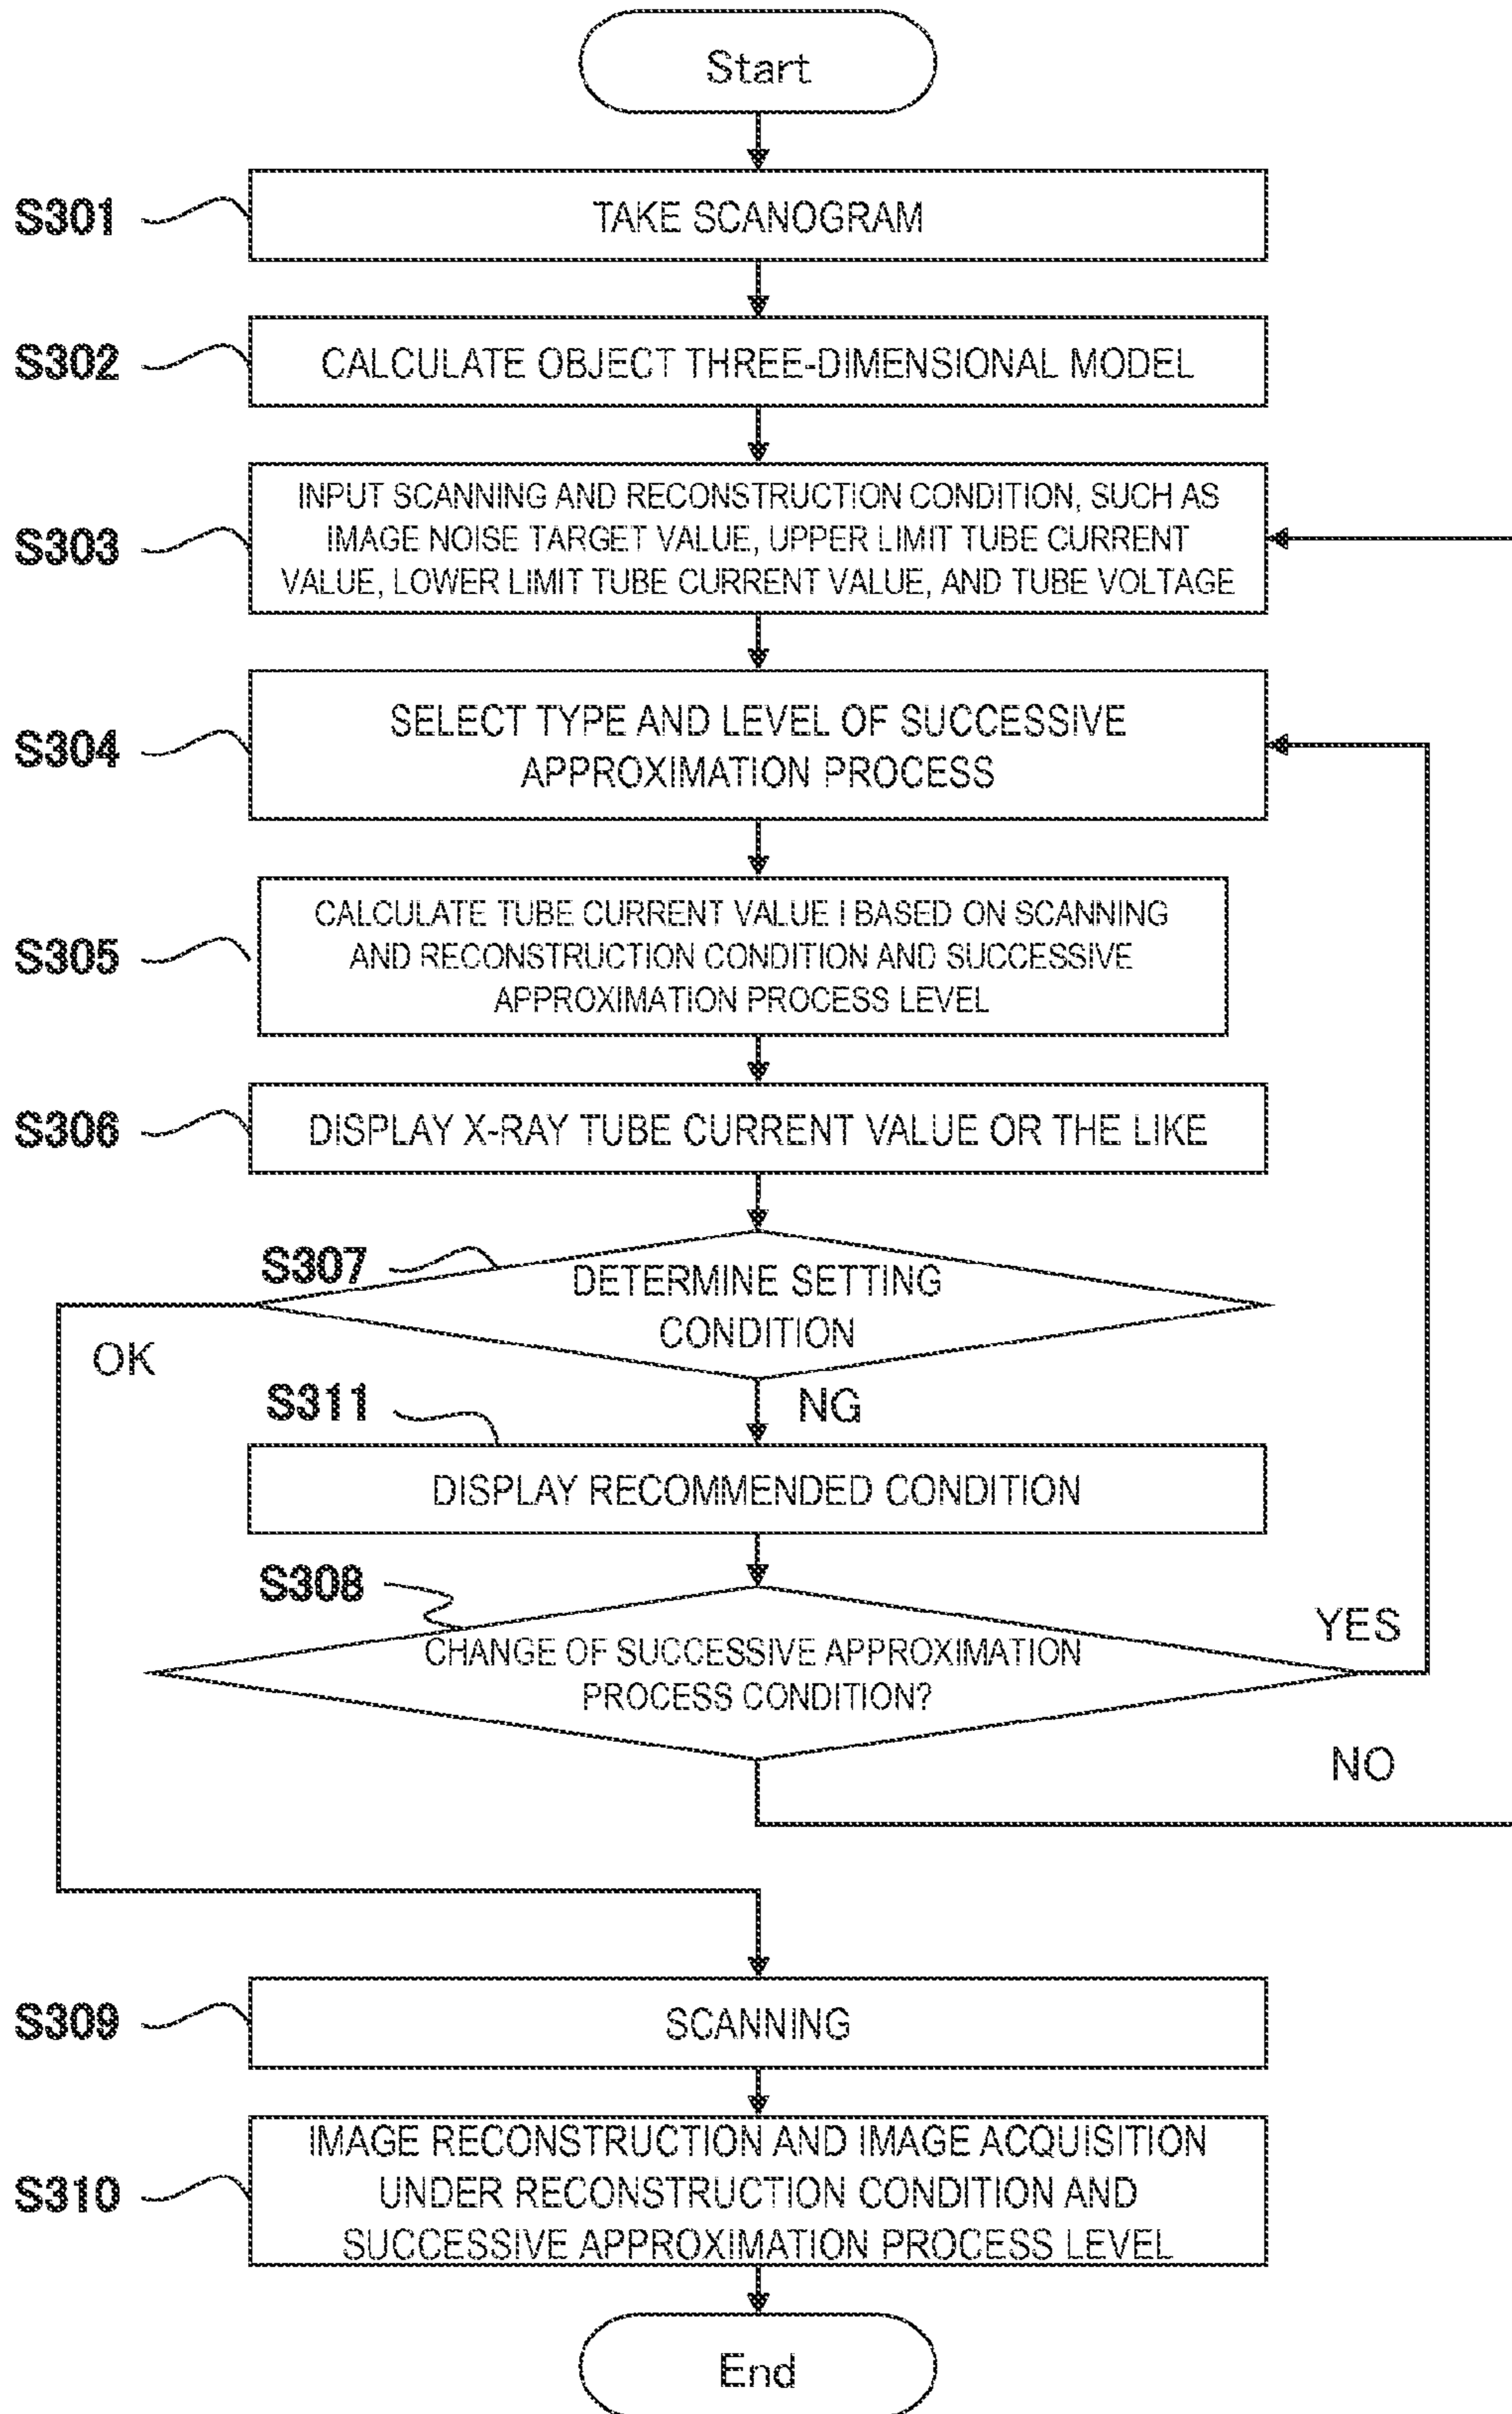 Start
S301
TAKE SCANOGRAM
S302
CALCULATE OBJECT THREE-DIMENSIONAL MODEL
S303
INPUT SCANNING AND RECONSTRUCTION CONDITION, SUCH AS
IMAGE NOISE TARGET VALUE, UPPER LIMIT TUBE CURRENT
VALUE, LOWER LIMIT TUBE CURRENT VALUE, AND TUBE VOLTAGE
S304
SELECT TYPE AND LEVEL OF SUCCESSIVE
APPROXIMATION PROCESS
S305
CALCULATE TUBE CURRENT VALUE I BASED ON SCANNING
AND RECONSTRUCTION CONDITION AND SUCCESSIVE
APPROXIMATION PROCESS LEVEL
S306
DISPLAY X-RAY TUBE CURRENT VALUE OR THE LIKE
S307
DETERMINE SETTING
CONDITION
OK
NG
S311
DISPLAY RECOMMENDED CONDITION
S308
CHANGE OF SUCCESSIVE APPROXIMATION
PROCESS CONDITION?
YES
NO
S309
SCANNING
S310
IMAGE RECONSTRUCTION AND IMAGE ACQUISITION
UNDER RECONSTRUCTION CONDITION AND
SUCCESSIVE APPROXIMATION PROCESS LEVEL
End